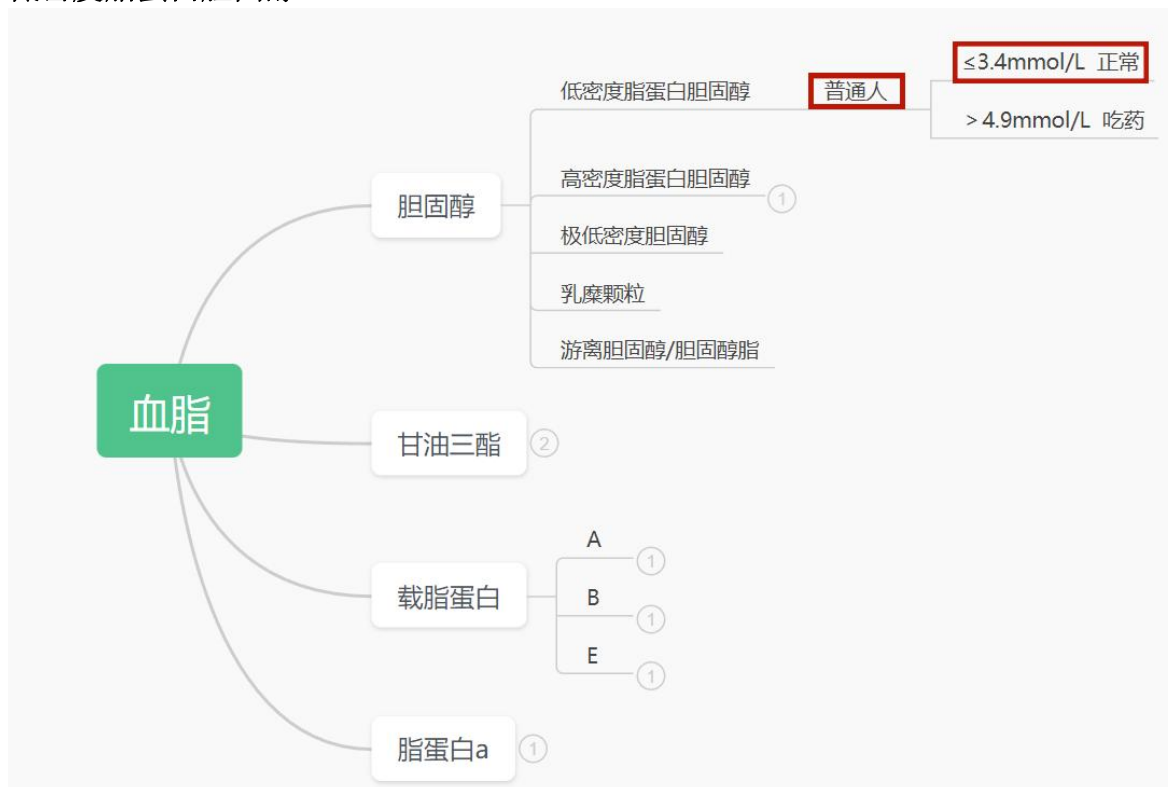 血脂
胆固醇
低密度脂蛋白胆固醇
普通人
≤3.4mmol/L 正常
>4.9mmol/L 吃药
高密度脂蛋白胆固醇 1
极低密度胆固醇
乳糜颗粒
游离胆固醇/胆固醇脂
甘油三酯 2
载脂蛋白
A 1
B 1
E 1
脂蛋白a 1